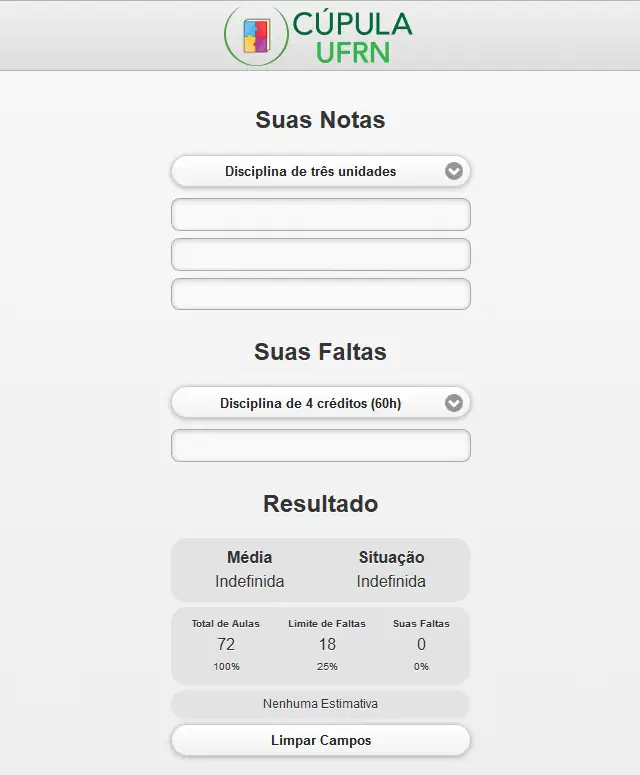 CÚPULA
UFRN
Suas Notas
Disciplina de três unidades
Suas Faltas
Disciplina de 4 créditos (60h)
Resultado
Média Situação
Indefinida Indefinida
Total de Aulas Limite de Faltas Suas Faltas
72 18 0
100% 25% 0%
Nenhuma Estimativa
Limpar Campos